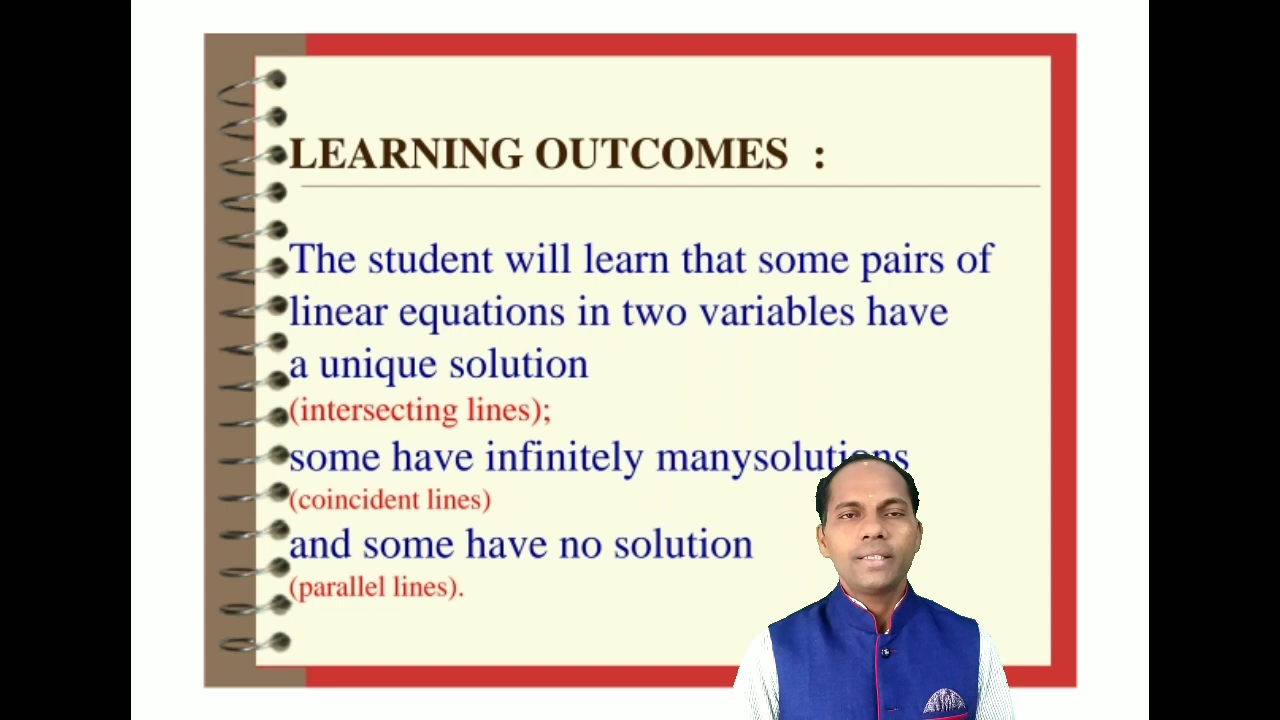 LEARNING OUTCOMES :
The student will learn that some pairs of
linear equations in two variables have
a unique solution
(intersecting lines);
some have infinitely manysolutions
(coincident lines)
and some have no solution
(parallel lines).